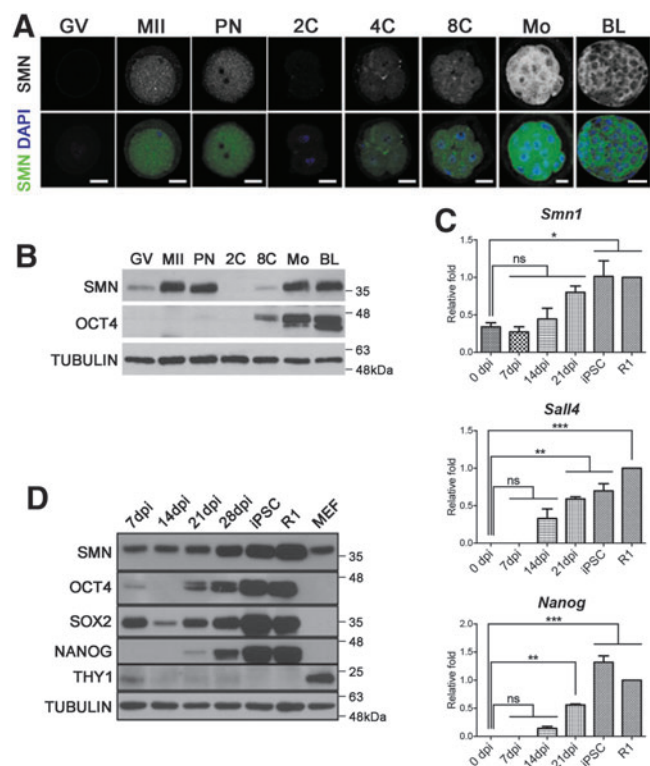 A
GV MII PN 2C 4C 8C Mo BL
SMN
SMN DAPI
B
GV MII PN 2C 8C Mo BL
SMN
35
OCT4
48
35
TUBULIN
63
48kDa
C
Smn1
Relative fold
1.5
1.0
0.5
0.0
*
ns
0 dpi 7dpi 14dpi 21dpi iPSC R1
Sall4
Relative fold
1.5
1.0
0.5
0.0
***
**
ns
0 dpi 7dpi 14dpi 21dpi iPSC R1
Nanog
Relative fold
2.0
1.5
1.0
0.5
0.0
***
**
ns
0 dpi 7dpi 14dpi 21dpi iPSC R1
D
7dpi 14dpi 21dpi 28dpi iPSC R1 MEF
SMN
35
OCT4
48
SOX2
35
NANOG
48
THY1
25
TUBULIN
63
48kDa